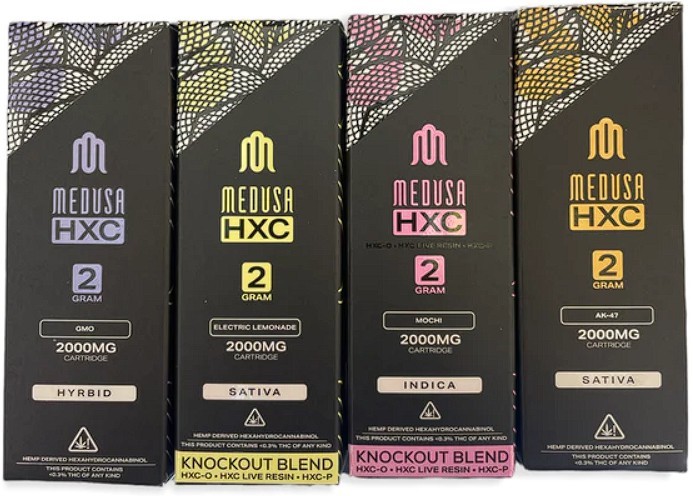 MEDUSA
HXC
2
GRAM
GMO
2000MG
CARTRIDGE
HYRBID
HEMP DERIVED HEXAHYDROCANNABINOL
THIS PRODUCT CONTAINS
<0.3% THC OF ANY KIND
MEDUSA
HXC
2
GRAM
ELECTRIC LEMONADE
2000MG
CARTRIDGE
SATIVA
HEMP DERIVED HEXAHYDROCANNABINOL
THIS PRODUCT CONTAINS <0.3% THC OF ANY KIND
KNOCKOUT BLEND
HXC-O • HXC LIVE RESIN • HXC-P
MEDUSA
HXC
HXC-O • HXC LIVE RESIN • HXC-P
2
GRAM
MOCHI
2000MG
CARTRIDGE
INDICA
HEMP DERIVED HEXAHYDROCANNABINOL
THIS PRODUCT CONTAINS <0.3% THC OF ANY KIND
KNOCKOUT BLEND
HXC-O • HXC LIVE RESIN • HXC-P
MEDUSA
HXC
2
GRAM
AK-47
2000MG
CARTRIDGE
SATIVA
HEMP DERIVED HEXAHYDROCANNABINOL
THIS PRODUCT CONTAINS
<0.3% THC OF ANY KIND